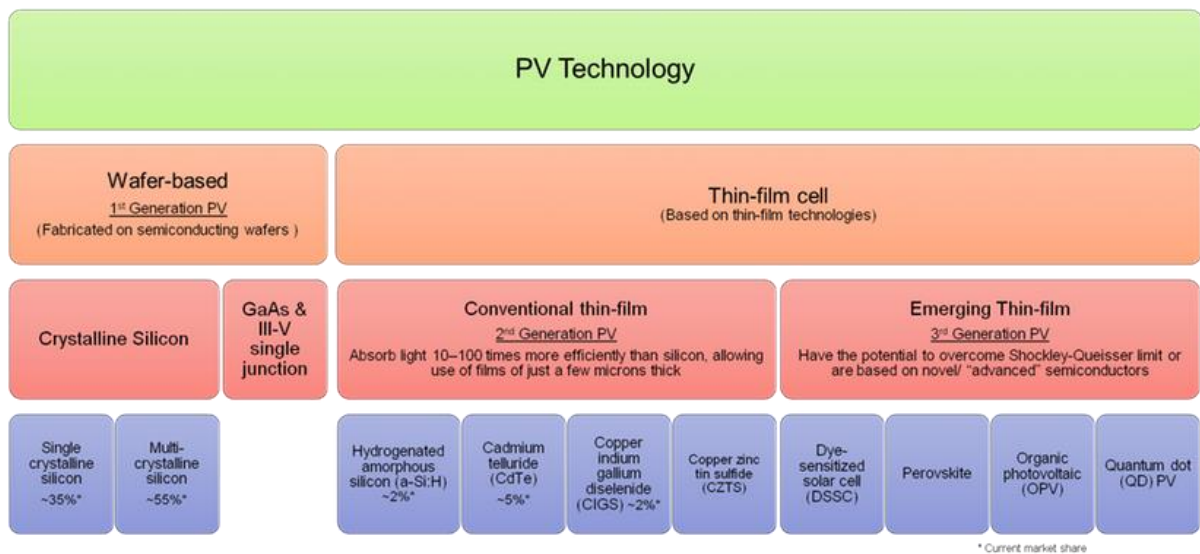 PV Technology
Wafer-based
1st Generation PV
(Fabricated on semiconducting wafers )
Thin-film cell
(Based on thin-film technologies)
Crystalline Silicon
GaAs &
III-V
single
junction
Conventional thin-film
2nd Generation PV
Absorb light 10–100 times more efficiently than silicon, allowing
use of films of just a few microns thick
Emerging Thin-film
3rd Generation PV
Have the potential to overcome Shockley-Queisser limit or
are based on novel/ “advanced” semiconductors
Single
crystalline
silicon
~35%*
Multi-
crystalline
silicon
~55%*
Hydrogenated
amorphous
silicon (a-Si:H)
~2%*
Cadmium
telluride
(CdTe)
~5%*
Copper
indium
gallium
diselenide
(CIGS) ~2%*
Copper zinc
tin sulfide
(CZTS)
Dye-
sensitized
solar cell
(DSSC)
Perovskite
Organic
photovoltaic
(OPV)
Quantum dot
(QD) PV
* Current market share